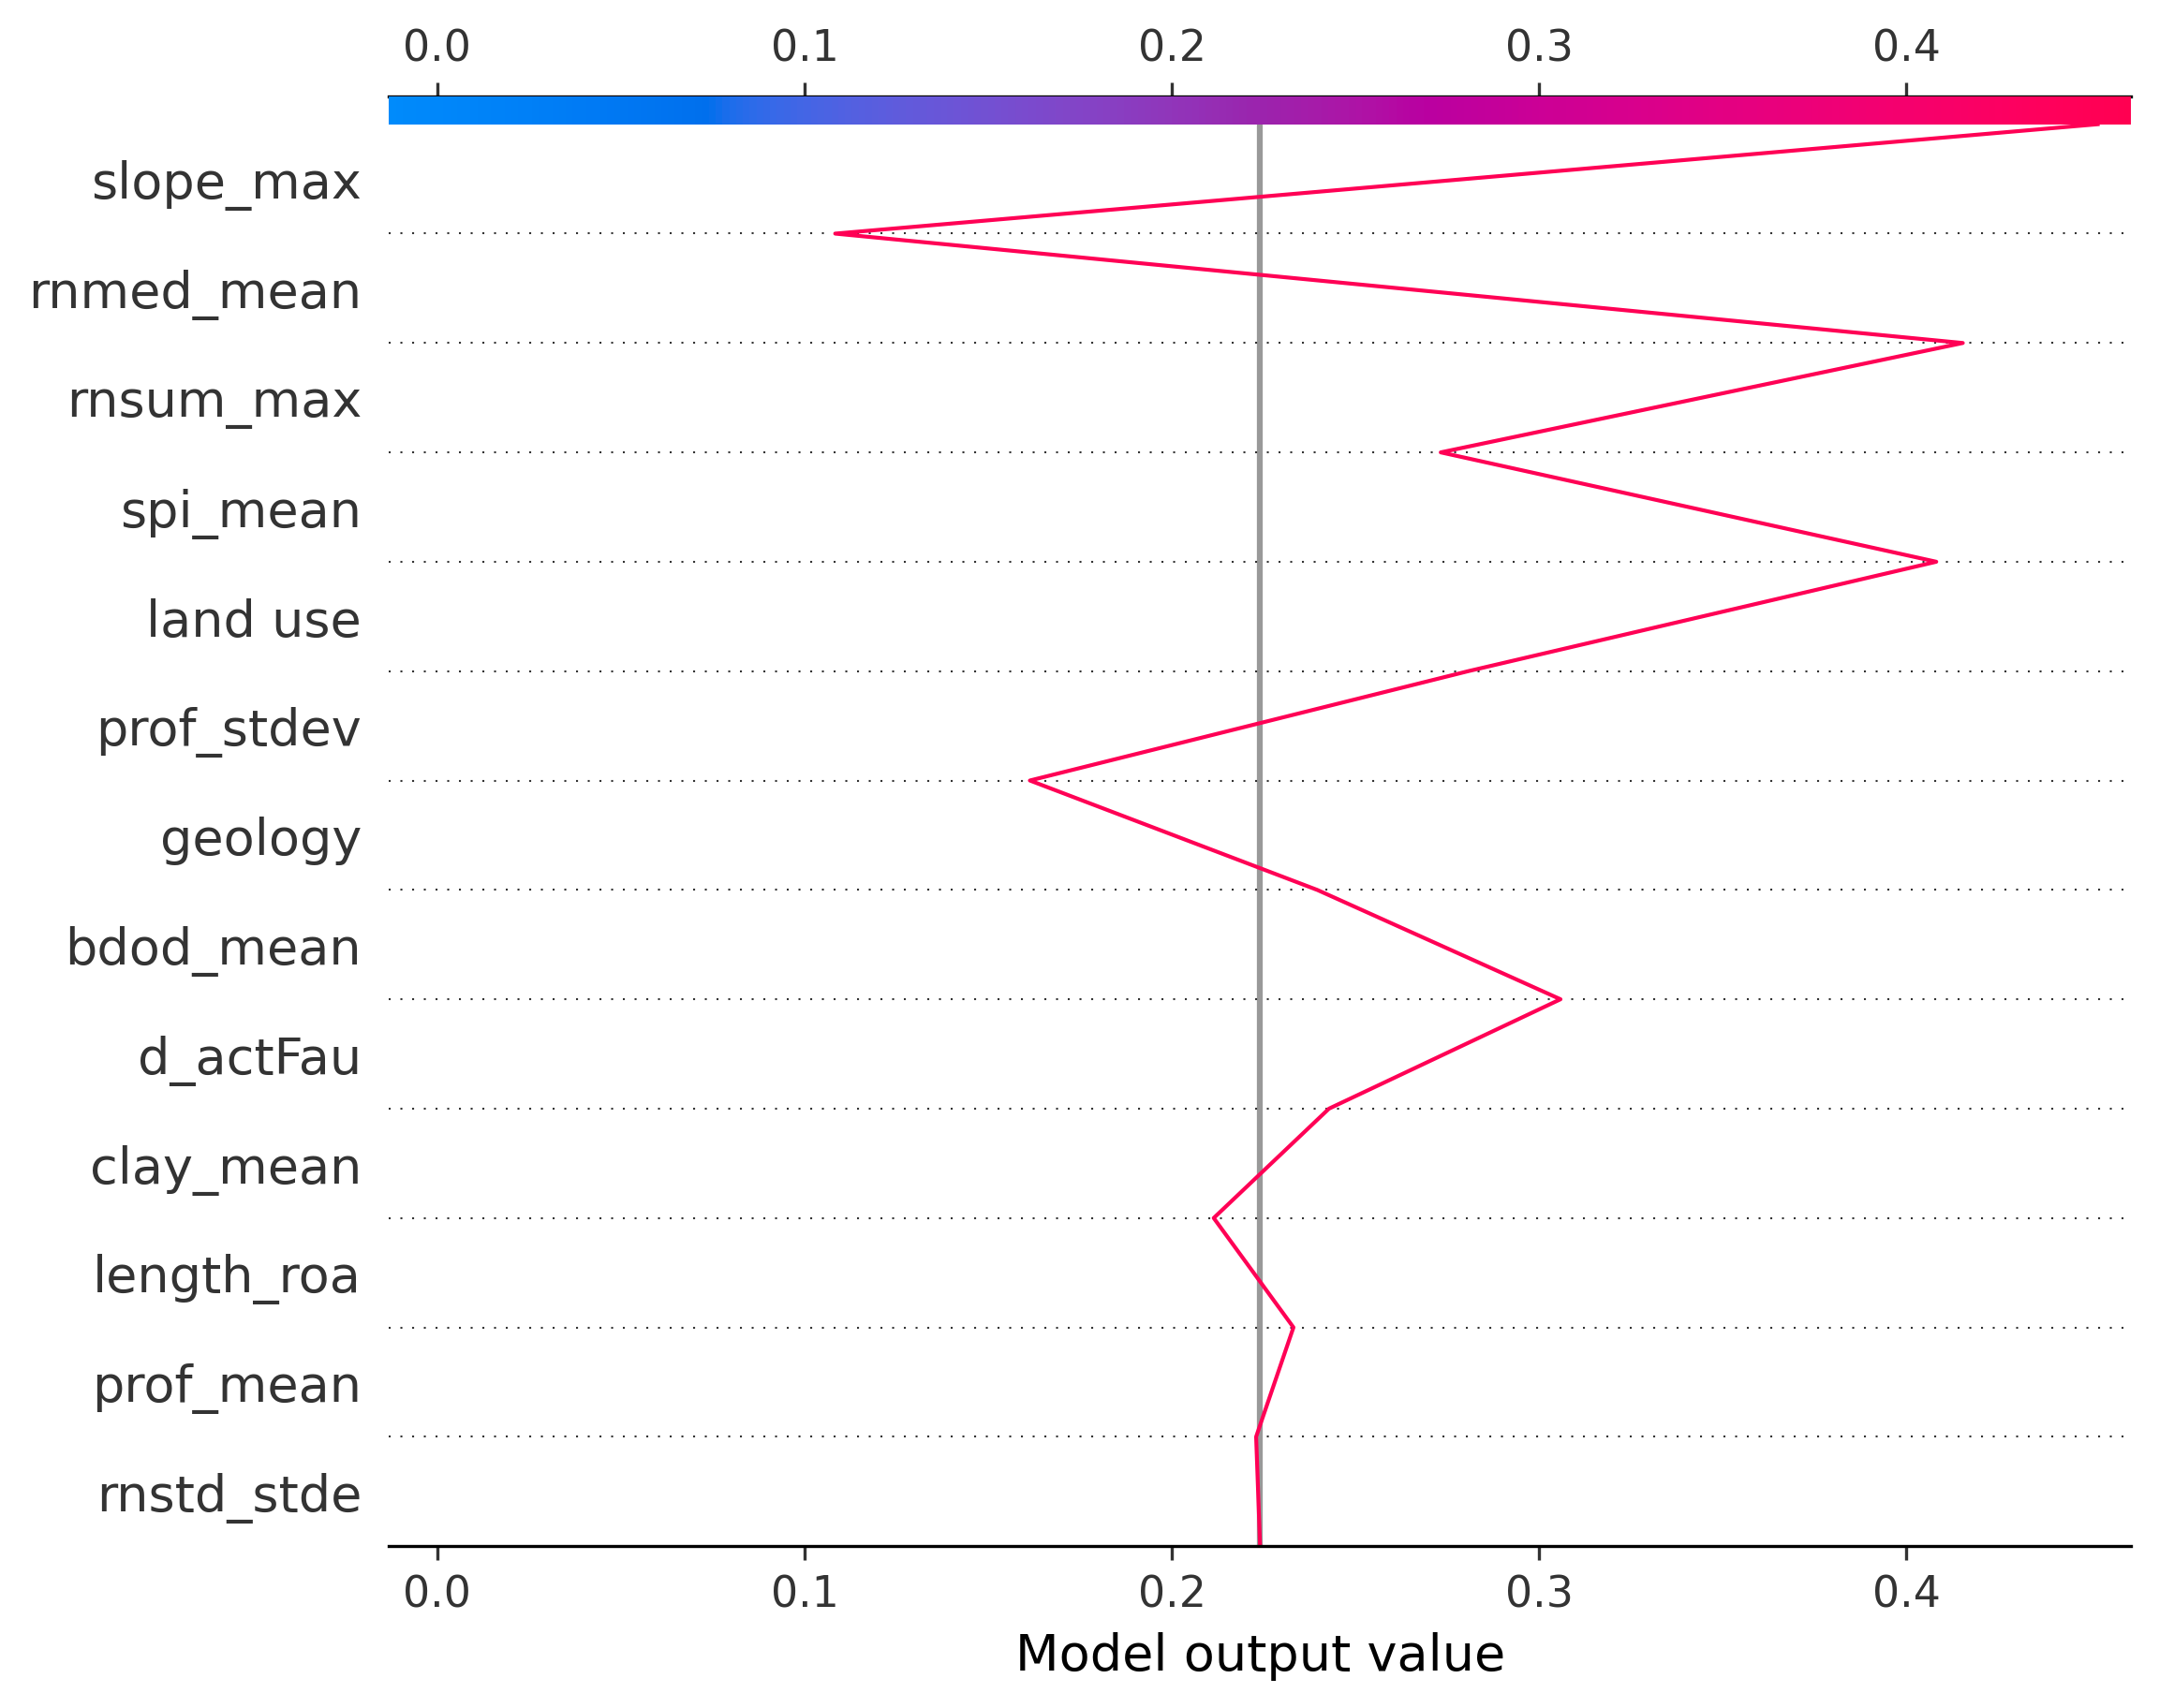 0.0 0.1 0.2 0.3 0.4
slope_max
rnmed_mean
rnsum_max
spi_mean
land use
prof_stdev
geology
bdod_mean
d_actFau
clay_mean
length_roa
prof_mean
rnstd_stde
0.0 0.1 0.2 0.3 0.4
Model output value